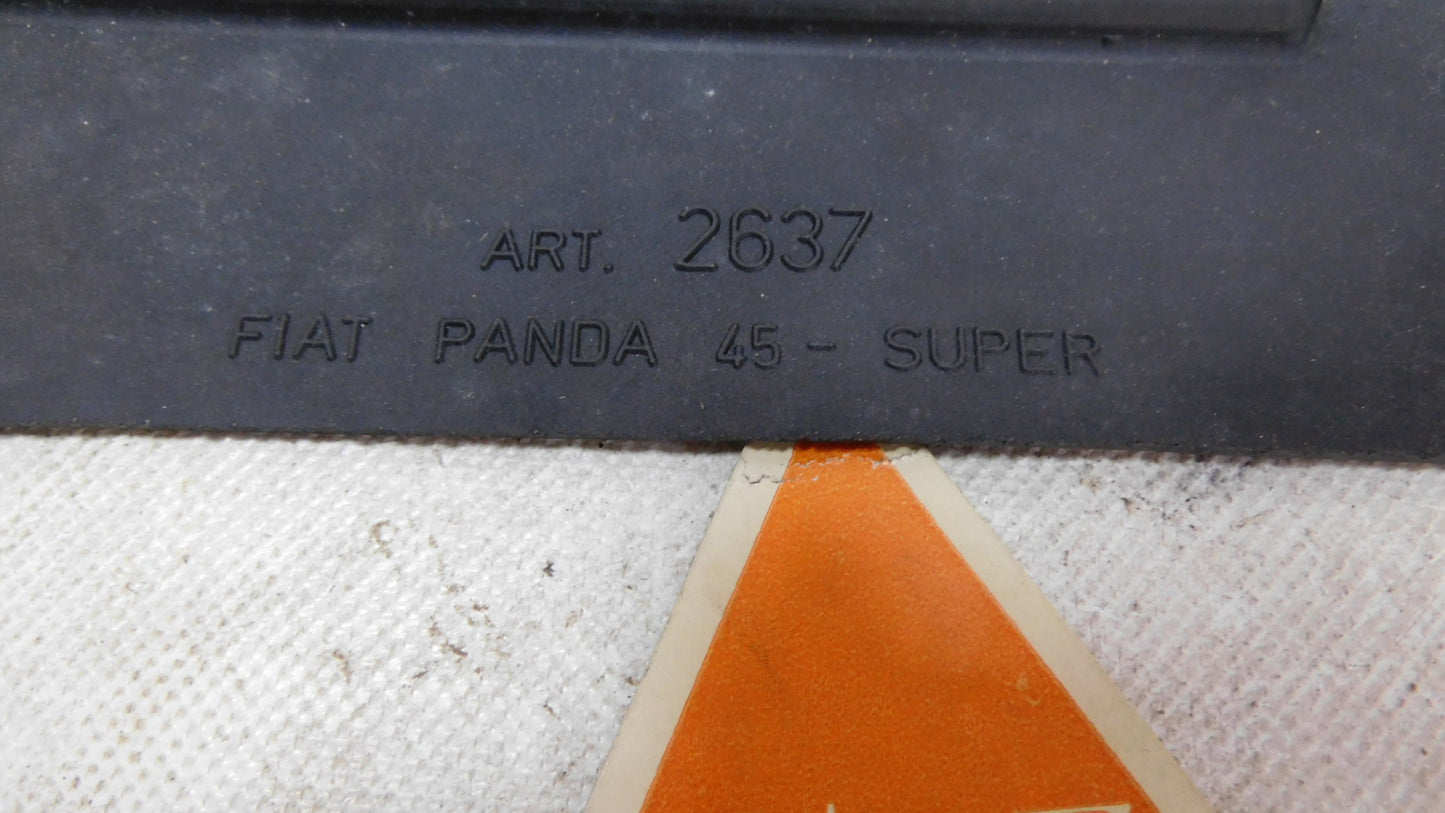 ART. 2637
FIAT PANDA 45 - SUPER